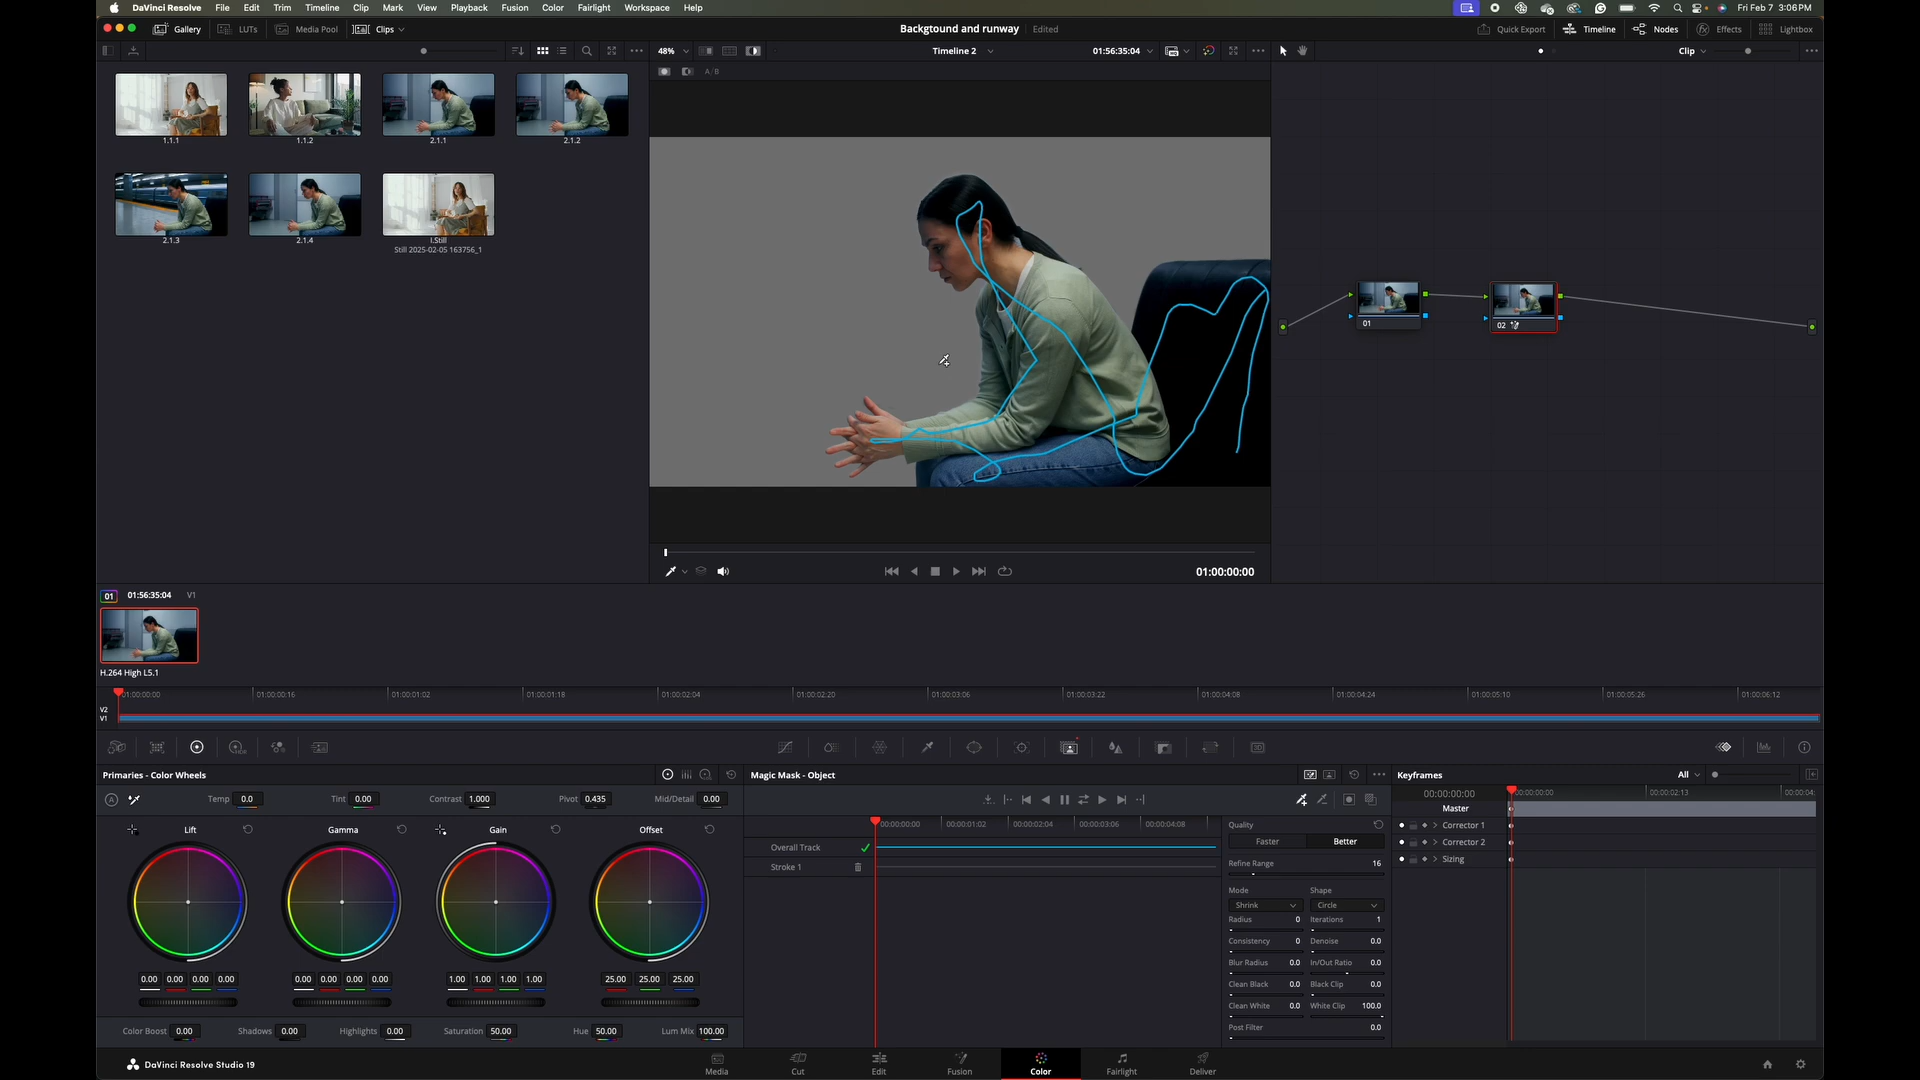 DaVinci Resolve File Edit Trim Timeline Clip Mark View Playback Fusion Color Fairlight Workspace Help Fri Feb 7 3:06PM
Gallery LUTs Media Pool Clips Backgtound and runway Edited Quick Export Timeline Nodes Effects Lightbox
48% Timeline 2 01:56:35:04 Clip
A/B
1.1.1 1.1.2 2.1.1 2.1.2
2.1.3 2.1.4 I.Still
Still 2025-02-05 163756_1
01 02
01:00:00:00
01 01:56:35:04 V1
H.264 High L5.1
01:00:00:00 01:00:00:16 01:00:01:02 01:00:01:18 01:00:02:04 01:00:02:20 01:00:03:06 01:00:03:22 01:00:04:08 01:00:04:24 01:00:05:10 01:00:05:26 01:00:06:12
V2
V1
HDR
3D
Primaries - Color Wheels Magic Mask - Object Keyframes All
Temp 0.0 Tint 0.00 Contrast 1.000 Pivot 0.435 Mid/Detail 0.00
00:00:00:00 00:00:00:00 00:00:02:13 00:00:04:
Master
Lift Gamma Gain Offset
00:00:00:00 00:00:01:02 00:00:02:04 00:00:03:06 00:00:04:08
Overall Track
Stroke 1
Quality
Faster Better
Refine Range 16
Mode Shape
Shrink Circle
Radius 0 Iterations 1
Consistency 0 Denoise 0.0
Blur Radius 0.0 In/Out Ratio 0.0
Clean Black 0.0 Black Clip 0.0
Clean White 0.0 White Clip 100.0
Post Filter 0.0
Corrector 1
Corrector 2
Sizing
0.00 0.00 0.00 0.00 0.00 0.00 0.00 0.00 1.00 1.00 1.00 1.00 25.00 25.00 25.00
Color Boost 0.00 Shadows 0.00 Highlights 0.00 Saturation 50.00 Hue 50.00 Lum Mix 100.00
DaVinci Resolve Studio 19 Media Cut Edit Fusion Color Fairlight Deliver